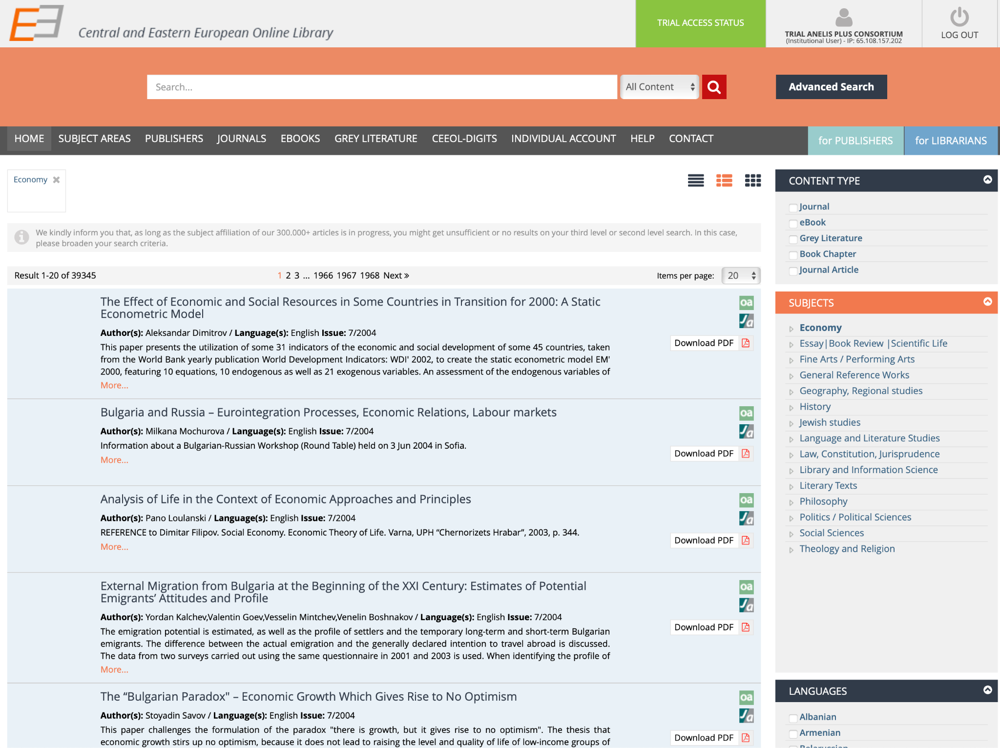 Central and Eastern European Online Library
TRIAL ACCESS STATUS
TRIAL ANELIS PLUS CONSORTIUM
(Institutional User) - IP: 65.108.157.202
LOG OUT
Search...
All Content
Advanced Search
HOME SUBJECT AREAS PUBLISHERS JOURNALS EBOOKS GREY LITERATURE CEEOL-DIGITS INDIVIDUAL ACCOUNT HELP CONTACT
for PUBLISHERS
for LIBRARIANS
Economy
We kindly inform you that, as long as the subject affiliation of our 300.000+ articles is in progress, you might get unsufficient or no results on your third level or second level search. In this case,
please broaden your search criteria.
Result 1-20 of 39345
1 2 3 ... 1966 1967 1968 Next »
Items per page: 20
The Effect of Economic and Social Resources in Some Countries in Transition for 2000: A Static
Econometric Model
Author(s): Aleksandar Dimitrov / Language(s): English Issue: 7/2004
This paper presents the utilization of some 31 indicators of the economic and social development of some 45 countries, taken
from the World Bank yearly publication World Development Indicators: WDI' 2002, to create the static econometric model EM'
2000, featuring 10 equations, 10 endogenous as well as 21 exogenous variables. An assessment of the endogenous variables of
More...
oa
Ja
Download PDF
Bulgaria and Russia – Eurointegration Processes, Economic Relations, Labour markets
Author(s): Milkana Mochurova / Language(s): English Issue: 7/2004
Information about a Bulgarian-Russian Workshop (Round Table) held on 3 Jun 2004 in Sofia.
More...
oa
Ja
Download PDF
Analysis of Life in the Context of Economic Approaches and Principles
Author(s): Pano Loulanski / Language(s): English Issue: 7/2004
REFERENCE to Dimitar Filipov. Social Economy. Economic Theory of Life. Varna, UPH “Chernorizets Hrabar”, 2003, p. 344.
More...
oa
Ja
Download PDF
External Migration from Bulgaria at the Beginning of the XXI Century: Estimates of Potential
Emigrants’ Attitudes and Profile
Author(s): Yordan Kalchev,Valentin Goev,Vesselin Mintchev,Venelin Boshnakov / Language(s): English Issue: 7/2004
The emigration potential is estimated, as well as the profile of settlers and the temporary long-term and short-term Bulgarian
emigrants. The difference between the actual emigration and the generally declared intention to travel abroad is discussed.
The data from two surveys carried out using the same questionnaire in 2001 and 2003 is used. When identifying the profile of
More...
oa
Ja
Download PDF
The “Bulgarian Paradox" – Economic Growth Which Gives Rise to No Optimism
Author(s): Stoyadin Savov / Language(s): English Issue: 7/2004
This paper challenges the formulation of the paradox "there is growth, but it gives rise to no optimism". The thesis that
economic growth stirs up no optimism, because it does not lead to raising the level and quality of life of low-income groups of
oa
Ja
Download PDF
CONTENT TYPE
Journal
eBook
Grey Literature
Book Chapter
Journal Article
SUBJECTS
Economy
Essay|Book Review |Scientific Life
Fine Arts / Performing Arts
General Reference Works
Geography, Regional studies
History
Jewish studies
Language and Literature Studies
Law, Constitution, Jurisprudence
Library and Information Science
Literary Texts
Philosophy
Politics / Political Sciences
Social Sciences
Theology and Religion
LANGUAGES
Albanian
Armenian
Belarussian